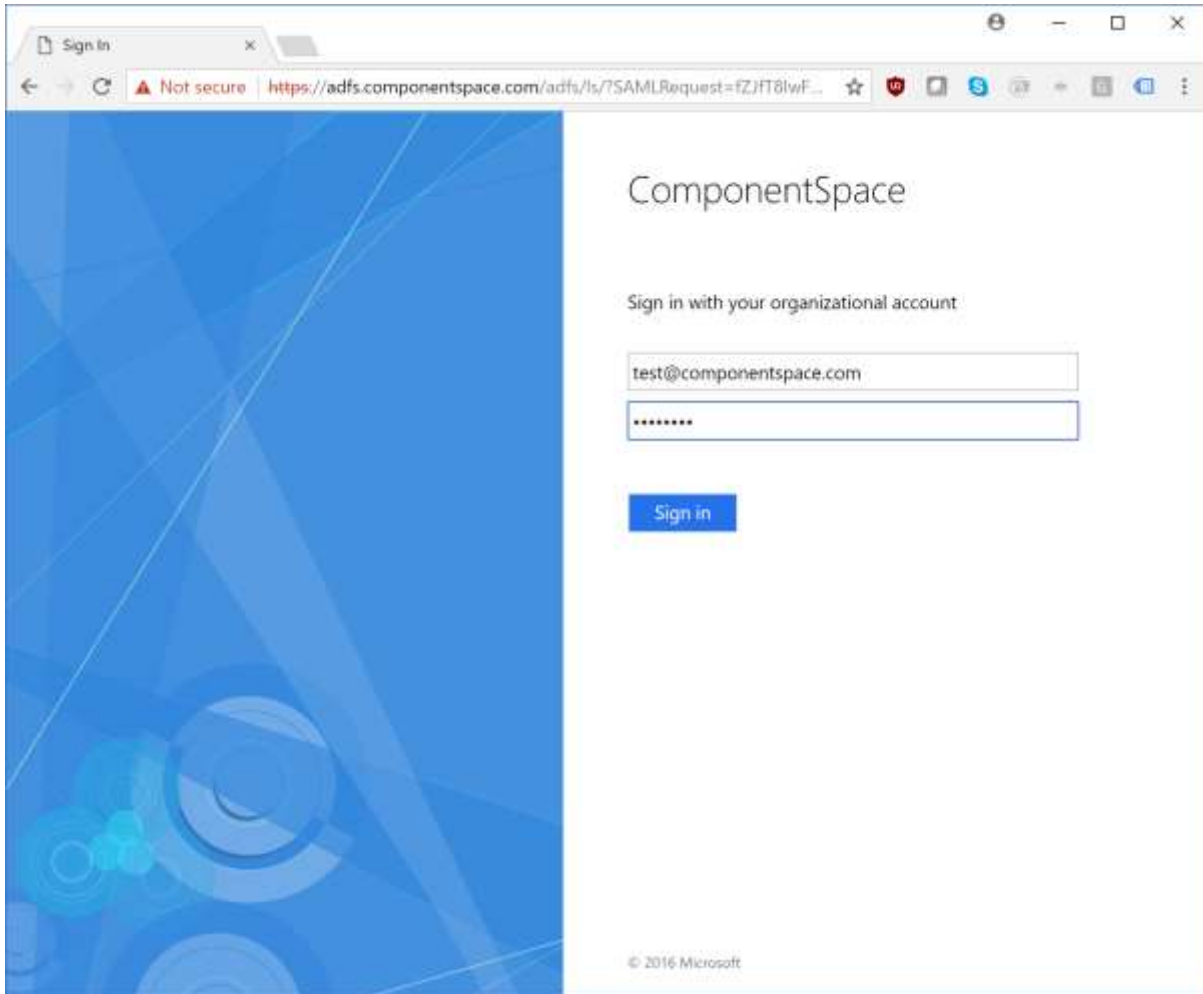 Sign In
Not secure https://adfs.componentspace.com/adfs/ls/?SAMLRequest=fZJfT8IwF...
ComponentSpace
Sign in with your organizational account
test@componentspace.com
••••••••
Sign in
© 2016 Microsoft